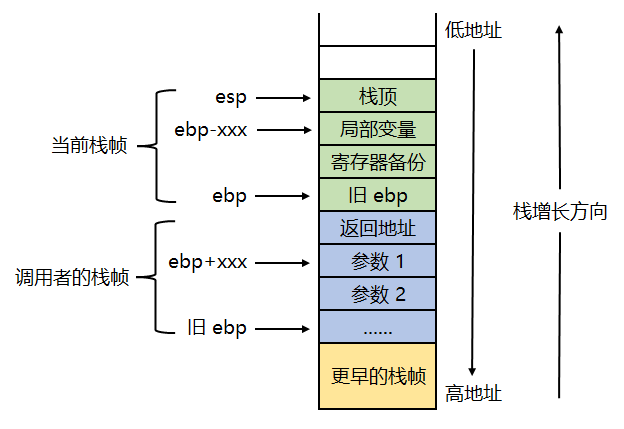 低地址
esp
栈顶
ebp-xxx
局部变量
当前栈帧
寄存器备份
ebp
旧 ebp
栈增长方向
返回地址
ebp+xxx
参数 1
调用者的栈帧
参数 2
旧 ebp
......
更早的栈帧
高地址